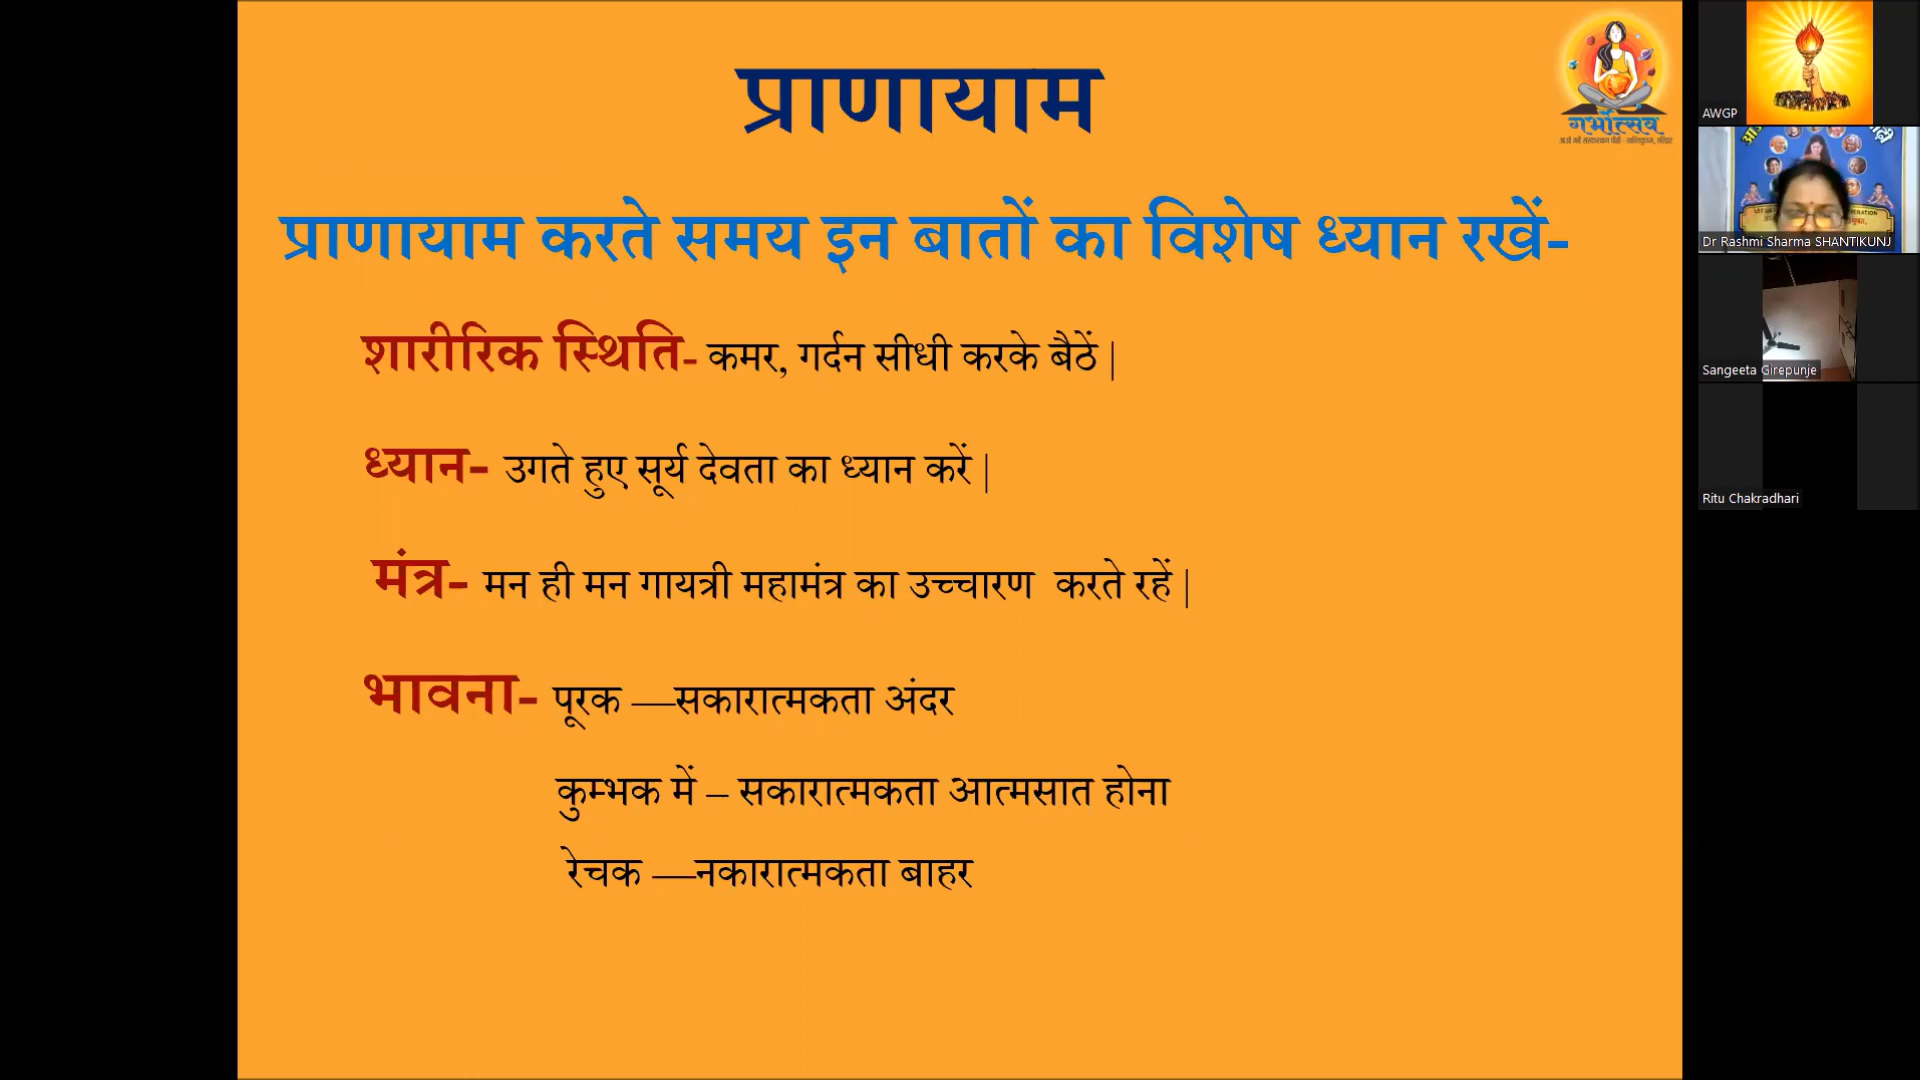 प्राणायाम
गर्भोत्सव
प्राणायाम करते समय इन बातों का विशेष ध्यान रखें-
शारीरिक स्थिति- कमर, गर्दन सीधी करके बैठें |
ध्यान- उगते हुए सूर्य देवता का ध्यान करें |
मंत्र- मन ही मन गायत्री महामंत्र का उच्चारण करते रहें |
भावना- पूरक —सकारात्मकता अंदर
कुम्भक में – सकारात्मकता आत्मसात होना
रेचक —नकारात्मकता बाहर
AWGP
Dr Rashmi Sharma SHANTIKUNJ
Sangeeta Girepunje
Ritu Chakradhari